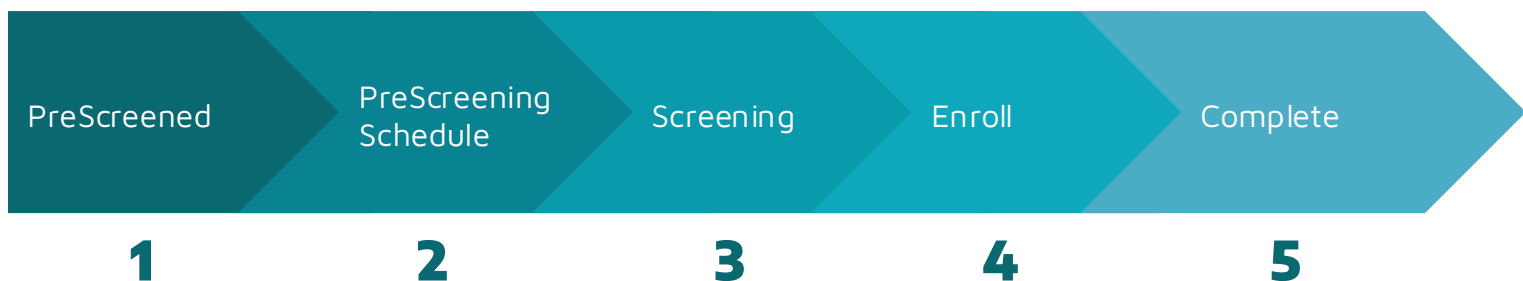 PreScreened
PreScreening
Schedule
Screening
Enroll
Complete
1
2
3
4
5